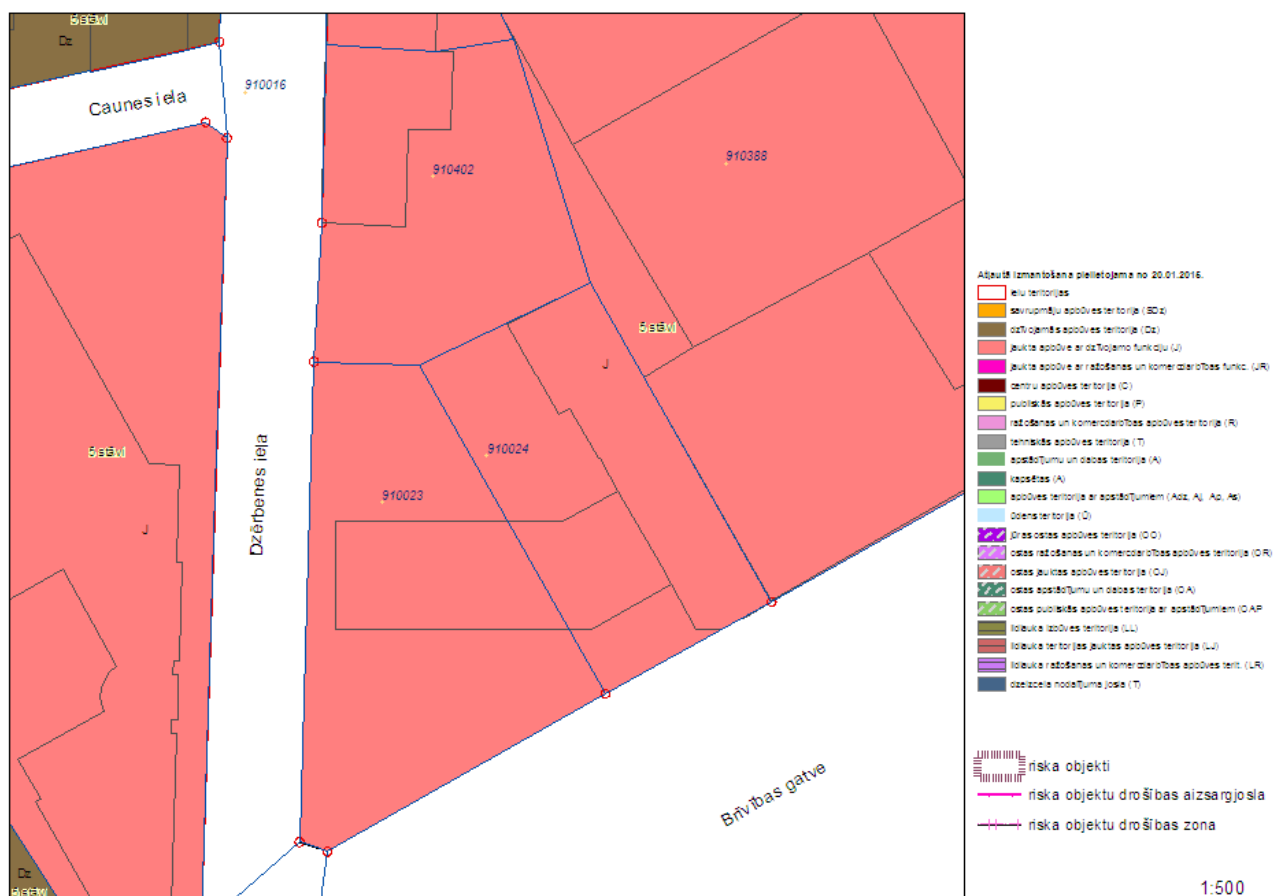 5 stāvi
Dz
910016
Caunes iela
910388
910402
5 stāvi
J
5 stāvi
910024
Dzērbenes iela
910023
J
Brīvības gatve
Dz
5 stāvi
Atļautā izmantošana pielietojama no 20.01.2015.
ielu teritorijas
savrupmāju apbūves teritorija (SDz)
dzīvojamās apbūves teritorija (Dz)
jaukta apbūve ar dzīvojamo funkciju (J)
jaukta apbūve ar ražošanas un komercdarbības funkc. (JR)
centru apbūves teritorija (C)
publiskās apbūves teritorija (P)
ražošanas un komercdarbības apbūves teritorija (R)
tehniskās apbūves teritorija (T)
apstādījumu un dabas teritorija (A)
kapsētas (A)
apbūves teritorija ar apstādījumiem (Adz, Aj, Ap, As)
ūdens teritorija (Ū)
jūras ostas apbūves teritorija (OO)
ostas ražošanas un komercdarbības apbūves teritorija (OR)
ostas jauktas apbūves teritorija (OJ)
ostas apstādījumu un dabas teritorija (OA)
ostas publiskās apbūves teritorija ar apstādījumiem (OAP
lidlauka izbūves teritorija (LL)
lidlauka teritorijas jauktas apbūves teritorija (LJ)
lidlauka ražošanas un komercdarbības apbūves terit. (LR)
dzelzceļa nodalījuma josla (T)
riska objekti
riska objektu drošības aizsargjosla
riska objektu drošības zona
1:500